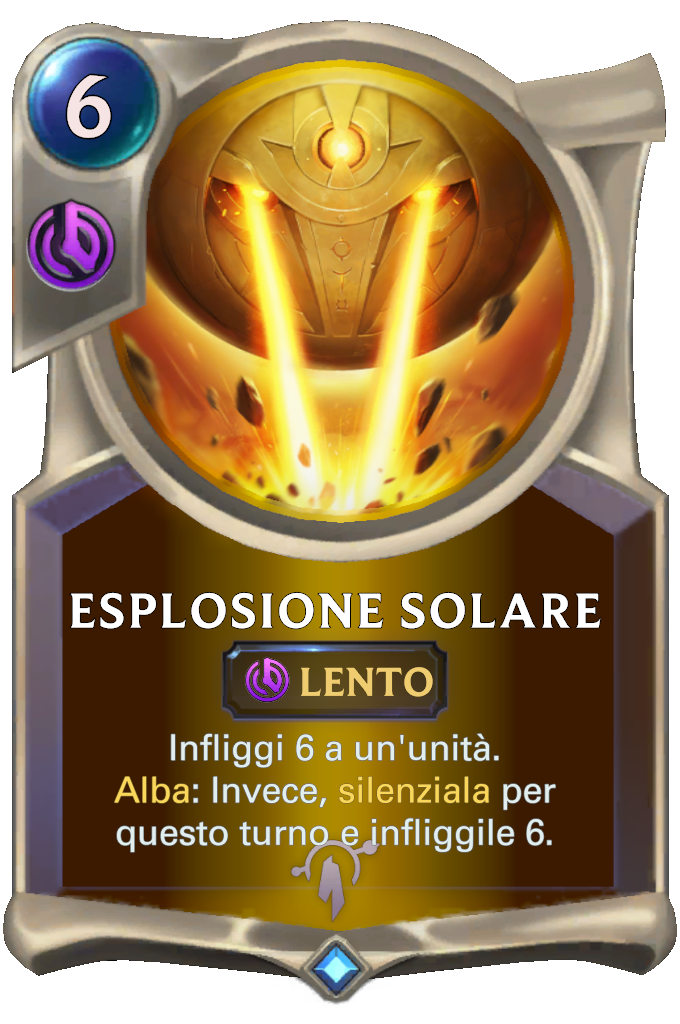 6
ESPLOSIONE SOLARE
LENTO
Infliggi 6 a un'unità.
Alba: Invece, silenziala per
questo turno e infliggile 6.